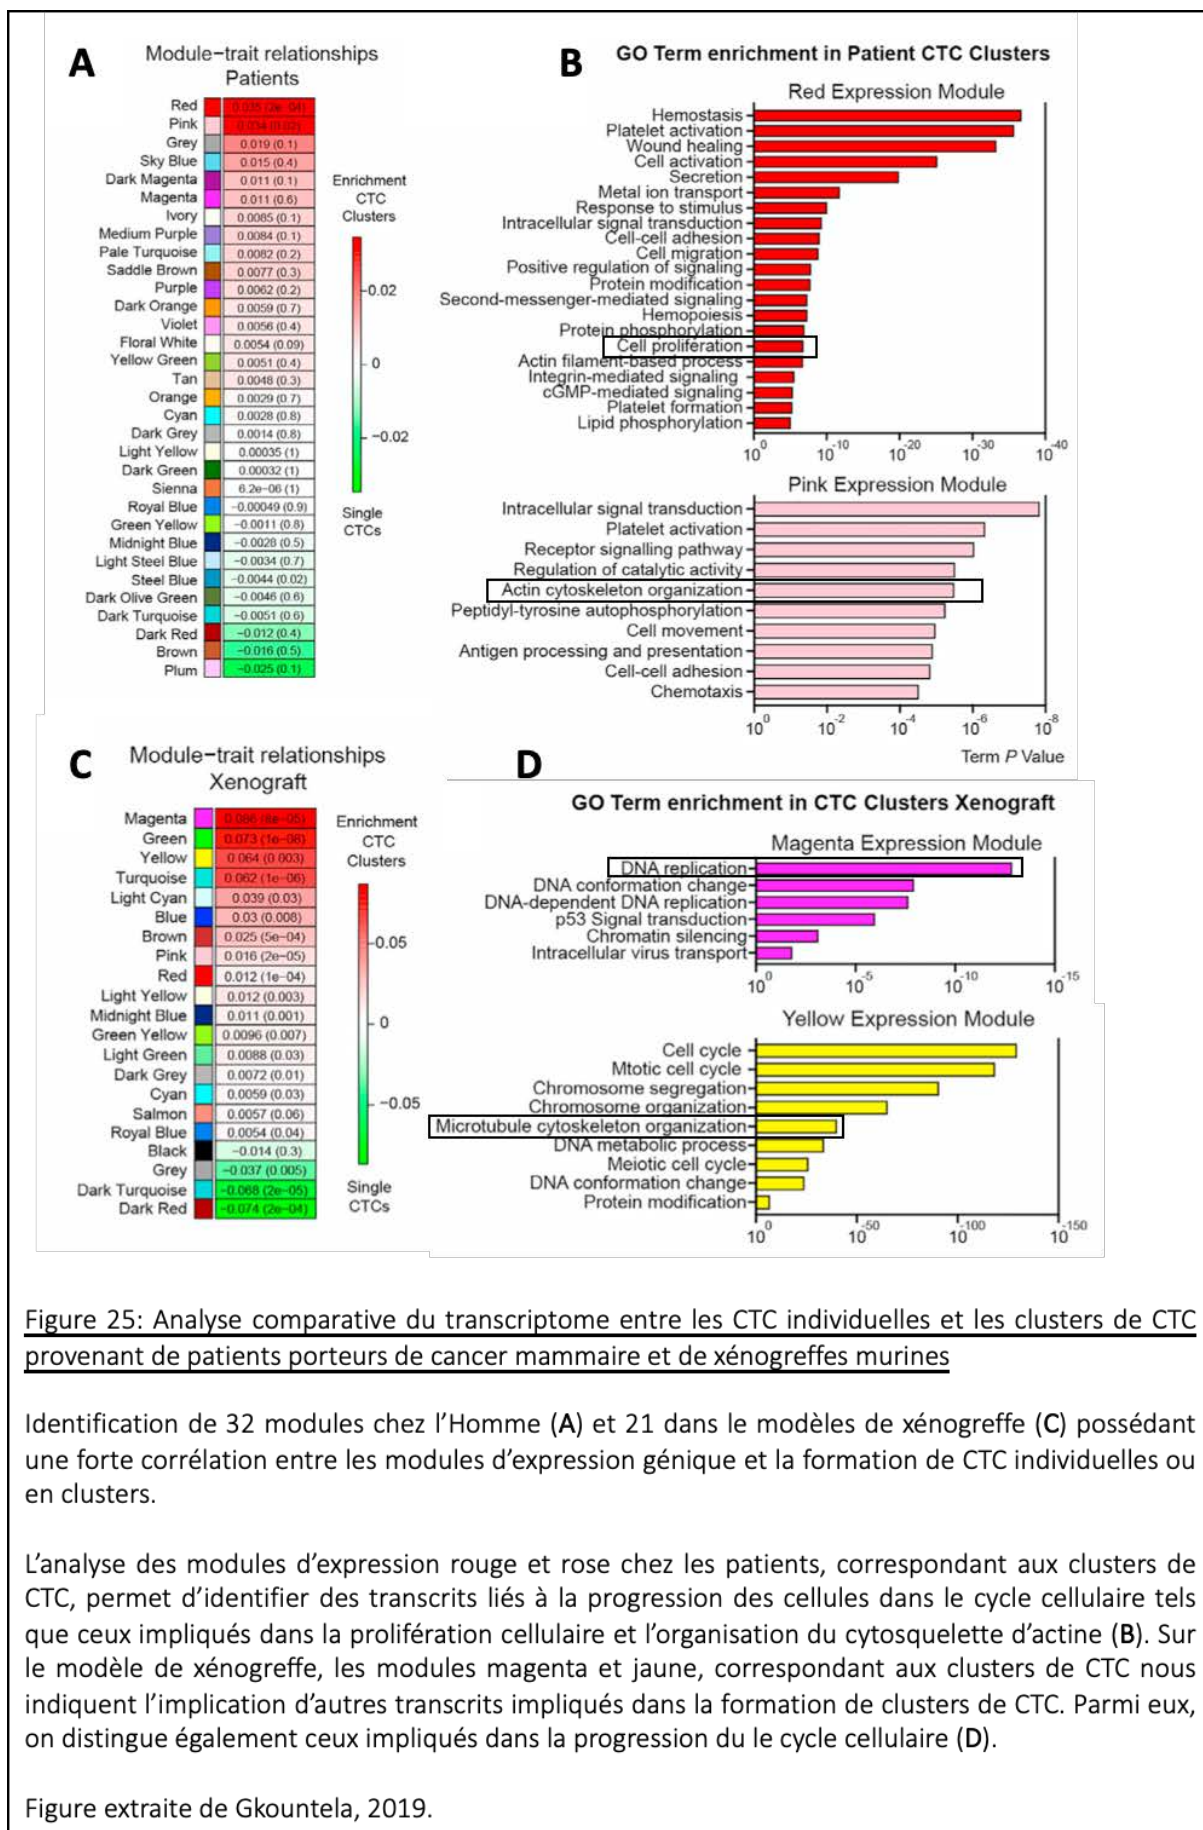 A
Module−trait relationships
Patients
Red 0.035 (2e−04)
Pink 0.034 (0.02)
Grey 0.019 (0.1)
Sky Blue 0.015 (0.4)
Dark Magenta 0.011 (0.1)
Magenta 0.011 (0.6)
Ivory 0.0085 (0.1)
Medium Purple 0.0084 (0.1)
Pale Turquoise 0.0082 (0.2)
Saddle Brown 0.0077 (0.3)
Purple 0.0062 (0.2)
Dark Orange 0.0059 (0.7)
Violet 0.0056 (0.4)
Floral White 0.0054 (0.09)
Yellow Green 0.0051 (0.4)
Tan 0.0048 (0.3)
Orange 0.0029 (0.7)
Cyan 0.0028 (0.8)
Dark Grey 0.0014 (0.8)
Light Yellow 0.00035 (1)
Dark Green 0.00032 (1)
Sienna 6.2e−06 (1)
Royal Blue −0.00049 (0.9)
Green Yellow −0.0011 (0.8)
Midnight Blue −0.0028 (0.5)
Light Steel Blue −0.0034 (0.7)
Steel Blue −0.0044 (0.02)
Dark Olive Green −0.0046 (0.6)
Dark Turquoise −0.0051 (0.6)
Dark Red −0.012 (0.4)
Brown −0.016 (0.5)
Plum −0.025 (0.1)
Enrichment
CTC
Clusters
0.02
0
−0.02
Single
CTCs
B
GO Term enrichment in Patient CTC Clusters
Red Expression Module
Hemostasis
Platelet activation
Wound healing
Cell activation
Secretion
Metal ion transport
Response to stimulus
Intracellular signal transduction
Cell-cell adhesion
Cell migration
Positive regulation of signaling
Protein modification
Second-messenger-mediated signaling
Hemopoiesis
Protein phosphorylation
Cell proliferation
Actin filament-based process
Integrin-mediated signaling
cGMP-mediated signaling
Platelet formation
Lipid phosphorylation
10⁰ 10⁻¹⁰ 10⁻²⁰ 10⁻³⁰ 10⁻⁴⁰
Pink Expression Module
Intracellular signal transduction
Platelet activation
Receptor signalling pathway
Regulation of catalytic activity
Actin cytoskeleton organization
Peptidyl-tyrosine autophosphorylation
Cell movement
Antigen processing and presentation
Cell-cell adhesion
Chemotaxis
10⁰ 10⁻² 10⁻⁴ 10⁻⁶ 10⁻⁸
Term P Value
C
Module−trait relationships
Xenograft
Magenta
Green 0.073 (1e−08)
Yellow 0.064 (0.003)
Turquoise 0.062 (1e−06)
Light Cyan 0.039 (0.03)
Blue 0.03 (0.008)
Brown 0.025 (5e−04)
Pink 0.016 (2e−05)
Red 0.012 (1e−04)
Light Yellow 0.012 (0.003)
Midnight Blue 0.011 (0.001)
Green Yellow 0.0096 (0.007)
Light Green 0.0088 (0.03)
Dark Grey 0.0072 (0.01)
Cyan 0.0059 (0.03)
Salmon 0.0057 (0.06)
Royal Blue 0.0054 (0.04)
Black −0.014 (0.3)
Grey −0.037 (0.005)
Dark Turquoise −0.068 (2e−05)
Dark Red −0.074 (2e−04)
Enrichment
CTC
Clusters
0.05
0
−0.05
Single
CTCs
D
GO Term enrichment in CTC Clusters Xenograft
Magenta Expression Module
DNA replication
DNA conformation change
DNA-dependent DNA replication
p53 Signal transduction
Chromatin silencing
Intracellular virus transport
10⁰ 10⁻⁵ 10⁻¹⁰ 10⁻¹⁵
Yellow Expression Module
Cell cycle
Mtotic cell cycle
Chromosome segregation
Chromosome organization
Microtubule cytoskeleton organization
DNA metabolic process
Meiotic cell cycle
DNA conformation change
Protein modification
10⁰ 10⁻⁵⁰ 10⁻¹⁰⁰ 10⁻¹⁵⁰
Figure 25: Analyse comparative du transcriptome entre les CTC individuelles et les clusters de CTC
provenant de patients porteurs de cancer mammaire et de xénogreffes murines
Identification de 32 modules chez l’Homme (A) et 21 dans le modèles de xénogreffe (C) possédant
une forte corrélation entre les modules d’expression génique et la formation de CTC individuelles ou
en clusters.
L’analyse des modules d’expression rouge et rose chez les patients, correspondant aux clusters de
CTC, permet d’identifier des transcrits liés à la progression des cellules dans le cycle cellulaire tels
que ceux impliqués dans la prolifération cellulaire et l’organisation du cytosquelette d’actine (B). Sur
le modèle de xénogreffe, les modules magenta et jaune, correspondant aux clusters de CTC nous
indiquent l’implication d’autres transcrits impliqués dans la formation de clusters de CTC. Parmi eux,
on distingue également ceux impliqués dans la progression du le cycle cellulaire (D).
Figure extraite de Gkountela, 2019.